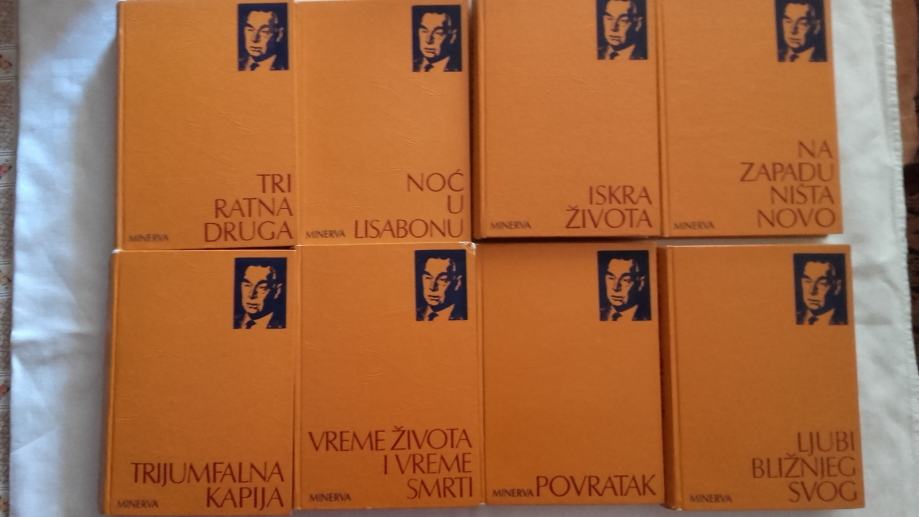 TRI
RATNA
DRUGA
MINERVA
NOĆ
U
LISABONU
MINERVA
ISKRA
ŽIVOTA
MINERVA
NA
ZAPADU
NIŠTA
NOVO
MINERVA
TRIJUMFALNA
KAPIJA
MINERVA
VREME ŽIVOTA
I VREME
SMRTI
MINERVA
MINERVA POVRATAK
LJUBI
BLIŽNJEG
SVOG
MINERVA